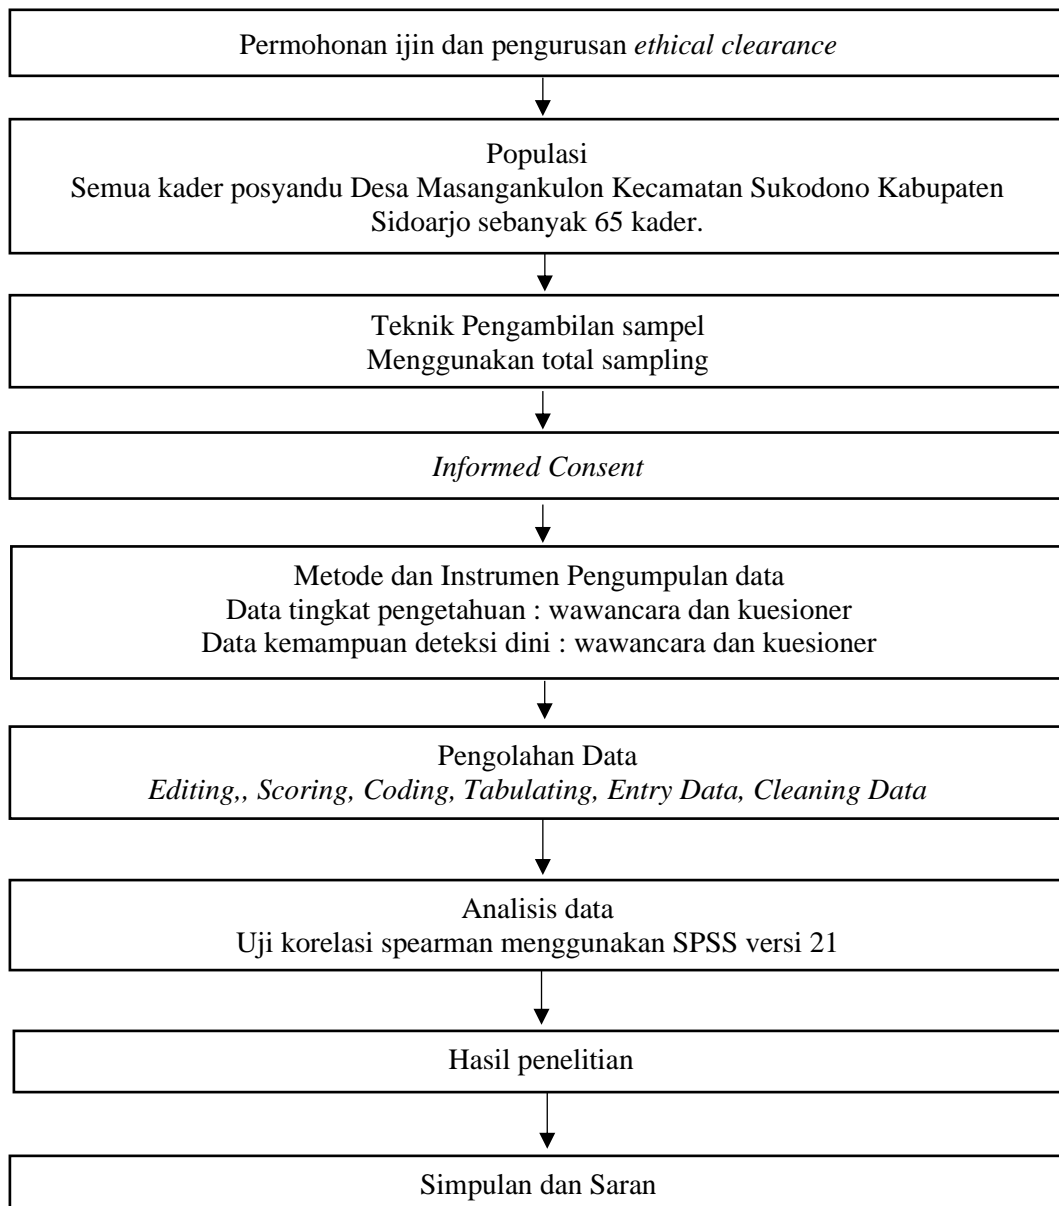 Permohonan ijin dan pengurusan ethical clearance
Populasi
Semua kader posyandu Desa Masangankulon Kecamatan Sukodono Kabupaten
Sidoarjo sebanyak 65 kader.
Teknik Pengambilan sampel
Menggunakan total sampling
Informed Consent
Metode dan Instrumen Pengumpulan data
Data tingkat pengetahuan : wawancara dan kuesioner
Data kemampuan deteksi dini : wawancara dan kuesioner
Pengolahan Data
Editing,, Scoring, Coding, Tabulating, Entry Data, Cleaning Data
Analisis data
Uji korelasi spearman menggunakan SPSS versi 21
Hasil penelitian
Simpulan dan Saran